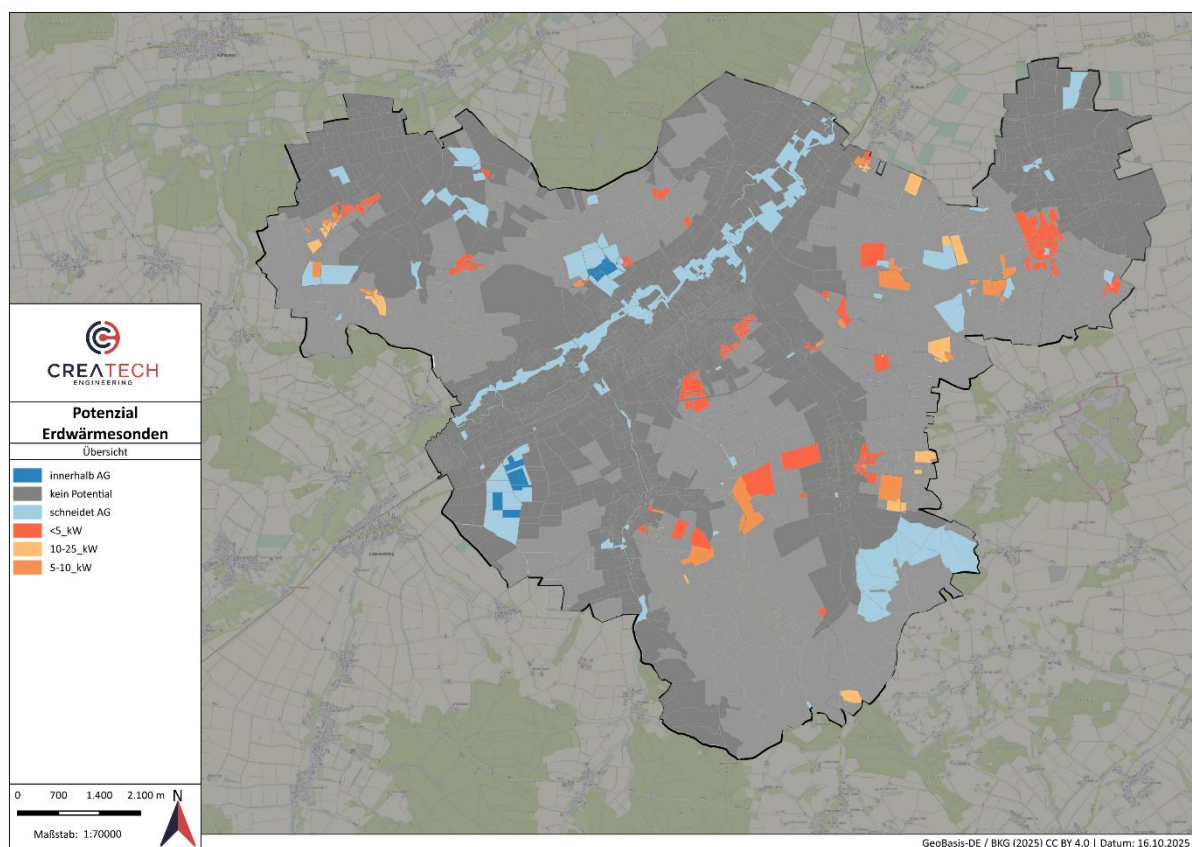 CREATECH
ENGINEERING
Potenzial
Erdwärmesonden
Übersicht
innerhalb AG
kein Potential
schneidet AG
<5_kW
10-25_kW
5-10_kW
0 700 1.400 2.100 m
N
Maßstab: 1:70000
GeoBasis-DE / BKG (2025) CC BY 4.0 | Datum: 16.10.2025